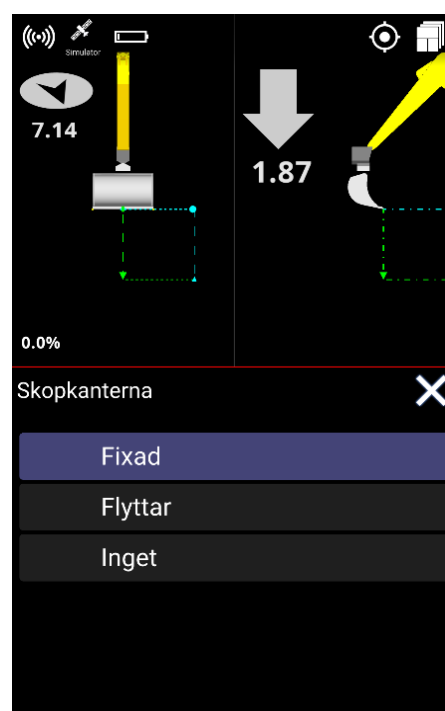 Simulator
7.14
1.87
0.0%
Skopkanterna
Fixad
Flyttar
Inget